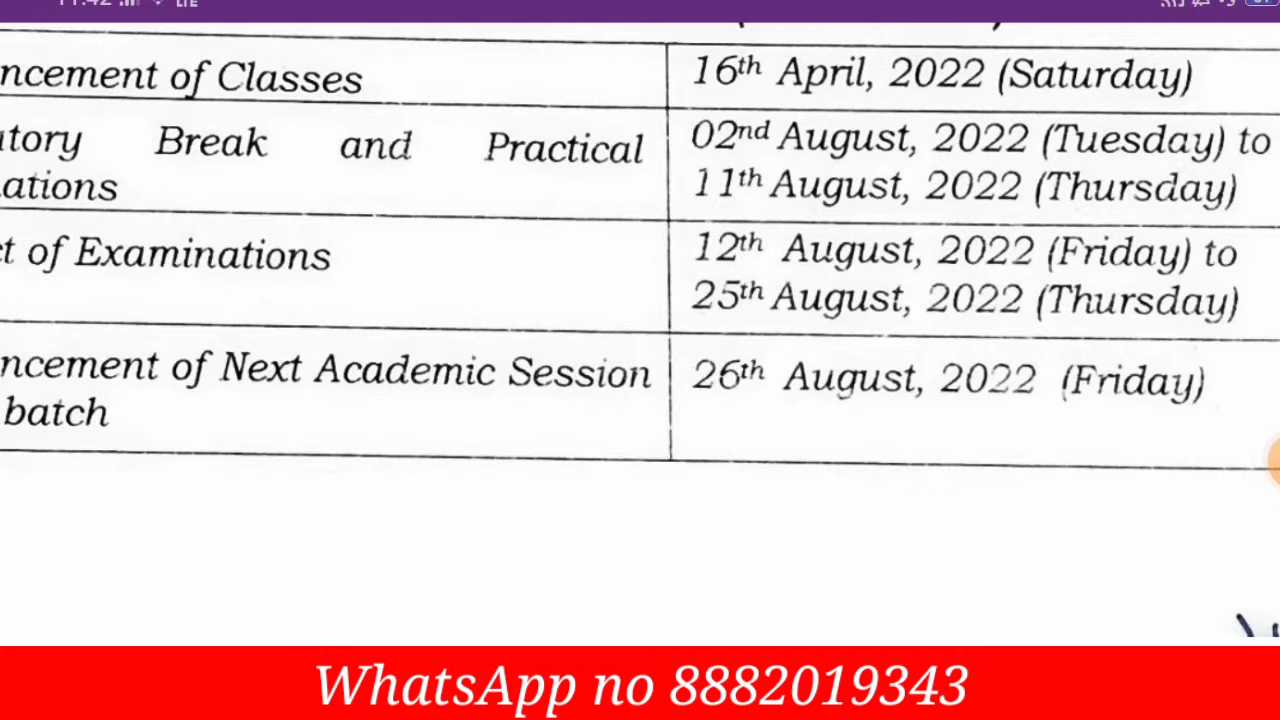 ncement of Classes 16th April, 2022 (Saturday)
tory Break and Practical 02nd August, 2022 (Tuesday) to
ations 11th August, 2022 (Thursday)
t of Examinations 12th August, 2022 (Friday) to
25th August, 2022 (Thursday)
ncement of Next Academic Session 26th August, 2022 (Friday)
batch
WhatsApp no 8882019343